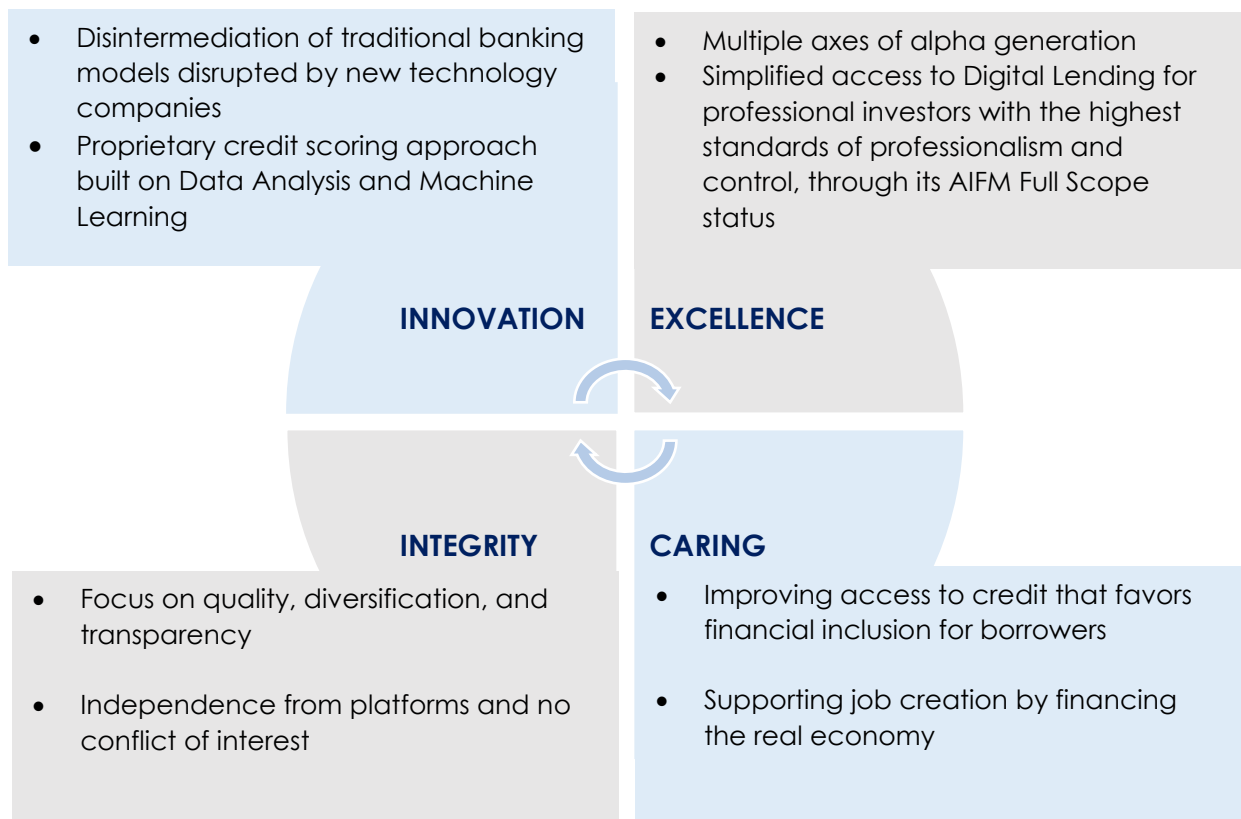 • Disintermediation of traditional banking
models disrupted by new technology
companies
• Proprietary credit scoring approach
built on Data Analysis and Machine
Learning
• Multiple axes of alpha generation
• Simplified access to Digital Lending for
professional investors with the highest
standards of professionalism and
control, through its AIFM Full Scope
status
INNOVATION
EXCELLENCE
INTEGRITY
CARING
• Focus on quality, diversification, and
transparency
• Independence from platforms and no
conflict of interest
• Improving access to credit that favors
financial inclusion for borrowers
• Supporting job creation by financing
the real economy